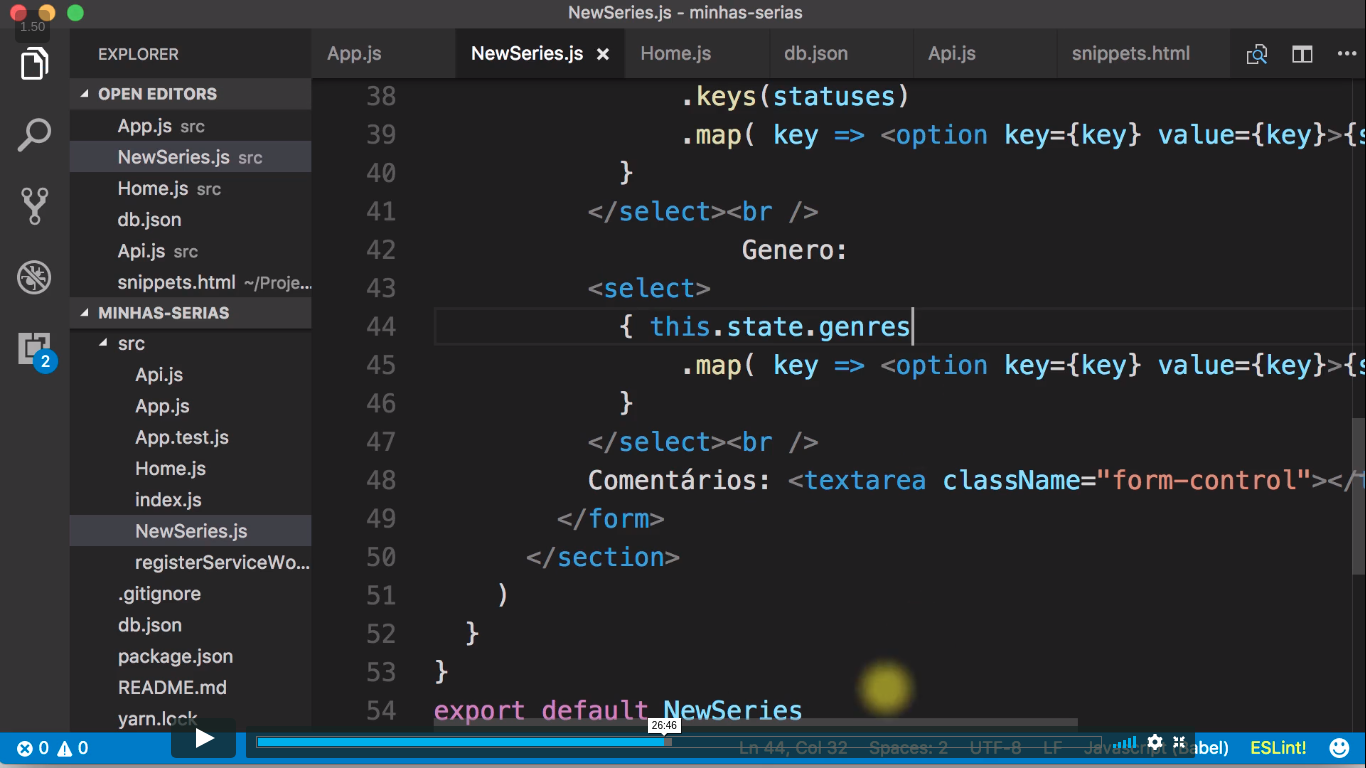 NewSeries.js - minhas-serias
1.50
EXPLORER
App.js
NewSeries.js
Home.js
db.json
Api.js
snippets.html
OPEN EDITORS
App.js src
NewSeries.js src
Home.js src
db.json
Api.js src
snippets.html ~/Proje...
MINHAS-SERIAS
src
Api.js
App.js
App.test.js
Home.js
index.js
NewSeries.js
registerServiceWo...
.gitignore
db.json
package.json
README.md
yarn.lock
38 .keys(statuses)
39 .map( key => <option key={key} value={key}>{s
40 }
41 </select><br />
42 Genero:
43 <select>
44 { this.state.genres
45 .map( key => <option key={key} value={key}>{s
46 }
47 </select><br />
48 Comentários: <textarea className="form-control"></t
49 </form>
50 </section>
51 )
52 }
53 }
54 export default NewSeries
2
26:46
0 0
Ln 44, Col 32 Spaces: 2 UTF-8 LF Javascript (Babel) ESLint!